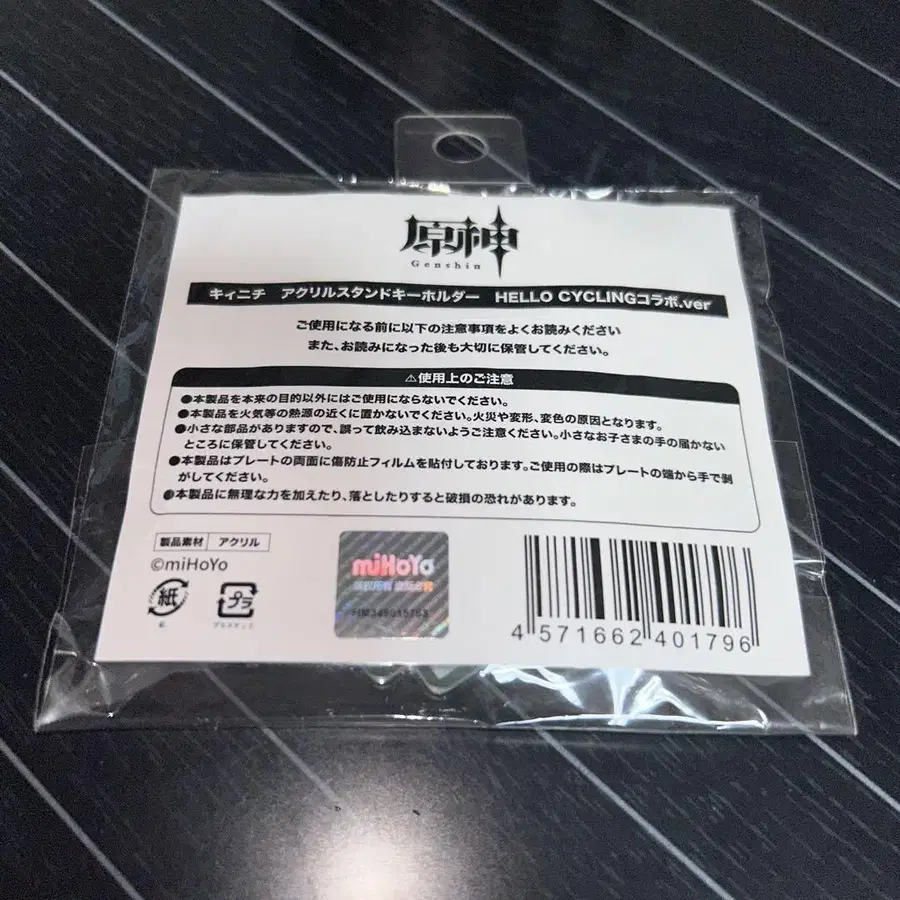 原神
Genshin
キィニチ アクリルスタンドキーホルダー HELLO CYCLINGコラボ.ver
ご使用になる前に以下の注意事項をよくお読みください
また、お読みになった後も大切に保管してください。
⚠使用上のご注意
●本製品を本来の目的以外にはご使用にならないでください。
●本製品を火気等の熱源の近くに置かないでください。火災や変形、変色の原因となります。
●小さな部品がありますので、誤って飲み込まないようご注意ください。小さなお子さまの手の届かない
ところに保管してください。
●本製品はプレートの両面に傷防止フィルムを貼付しております。ご使用の際はプレートの端から手で剥
がしてください。
●本製品に無理な力を加えたり、落としたりすると破損の恐れがあります。
製品素材 アクリル
©miHoYo
紙
プラ
miHoYo
4 571662 401796